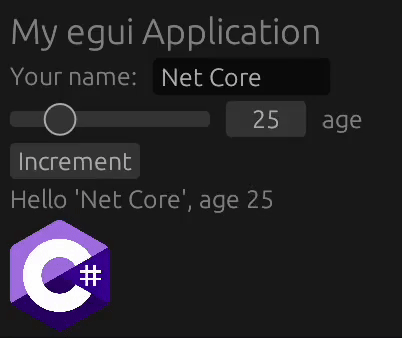 My egui Application
Your name: Net Core
25 age
Increment
Hello 'Net Core', age 25
C#